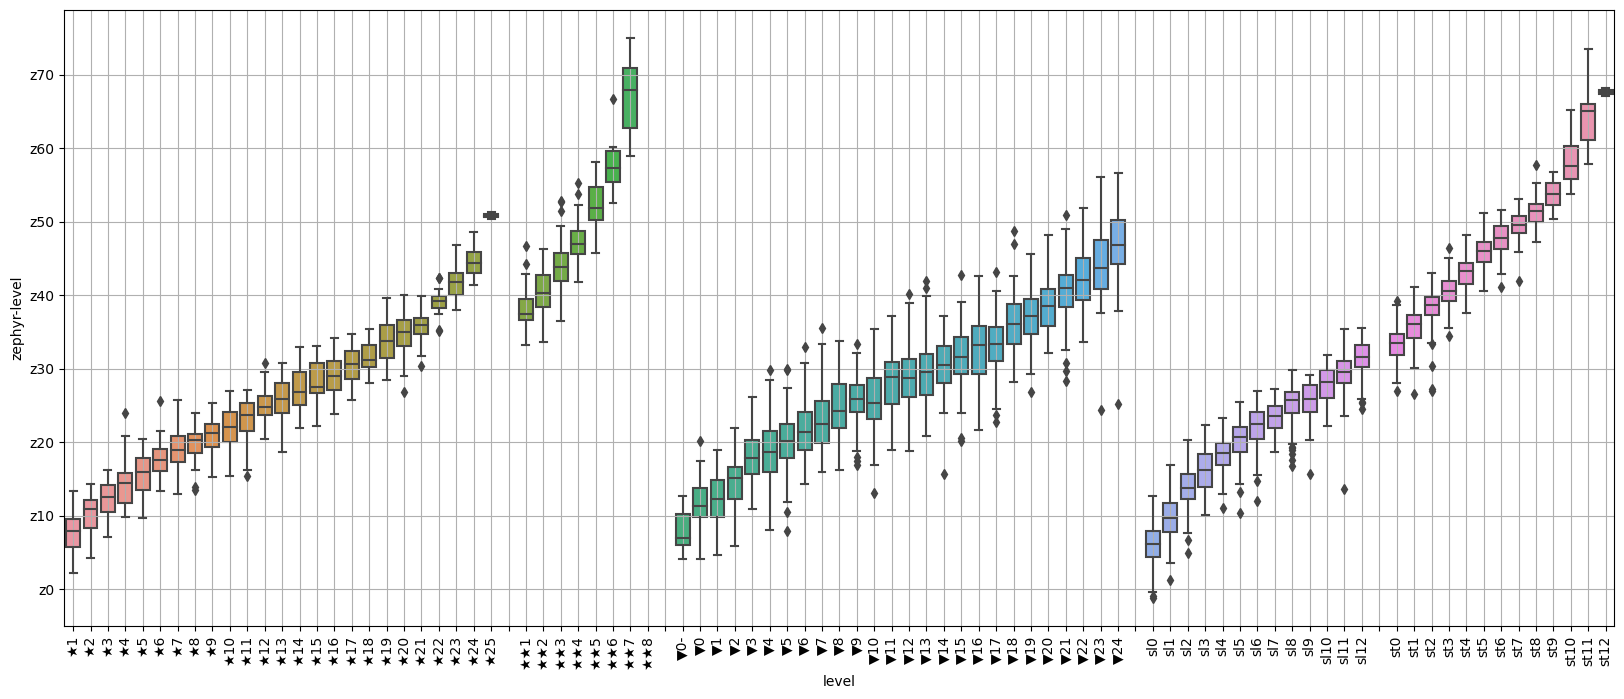 z70
z60
z50
z40
z30
z20
z10
z0
zephyr-level
★1 ★2 ★3 ★4 ★5 ★6 ★7 ★8 ★9 ★10 ★11 ★12 ★13 ★14 ★15 ★16 ★17 ★18 ★19 ★20 ★21 ★22 ★23 ★24 ★25 ★★1 ★★2 ★★3 ★★4 ★★5 ★★6 ★★7 ★★8 ▼0- ▼0 ▼1 ▼2 ▼3 ▼4 ▼5 ▼6 ▼7 ▼8 ▼9 ▼10 ▼11 ▼12 ▼13 ▼14 ▼15 ▼16 ▼17 ▼18 ▼19 ▼20 ▼21 ▼22 ▼23 ▼24 sl0 sl1 sl2 sl3 sl4 sl5 sl6 sl7 sl8 sl9 sl10 sl11 sl12 st0 st1 st2 st3 st4 st5 st6 st7 st8 st9 st10 st11 st12
level